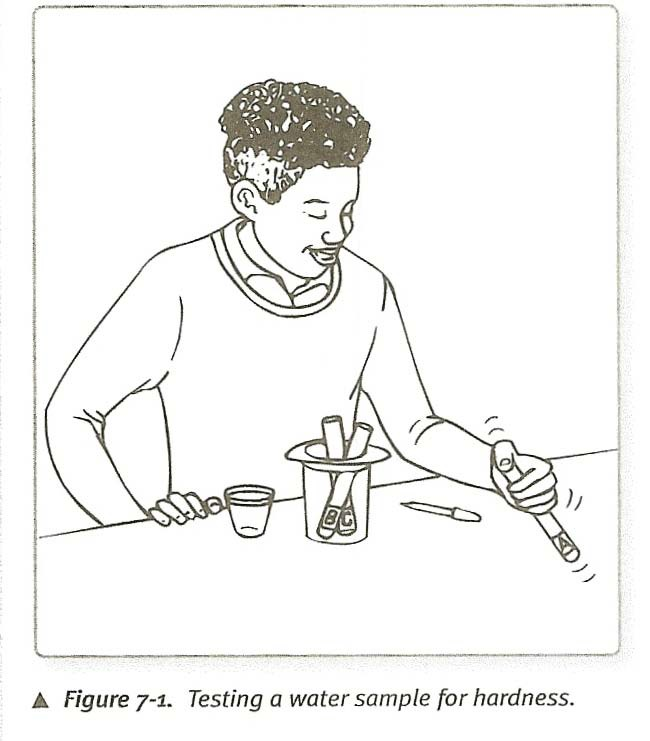 B C
A
▲ Figure 7-1. Testing a water sample for hardness.